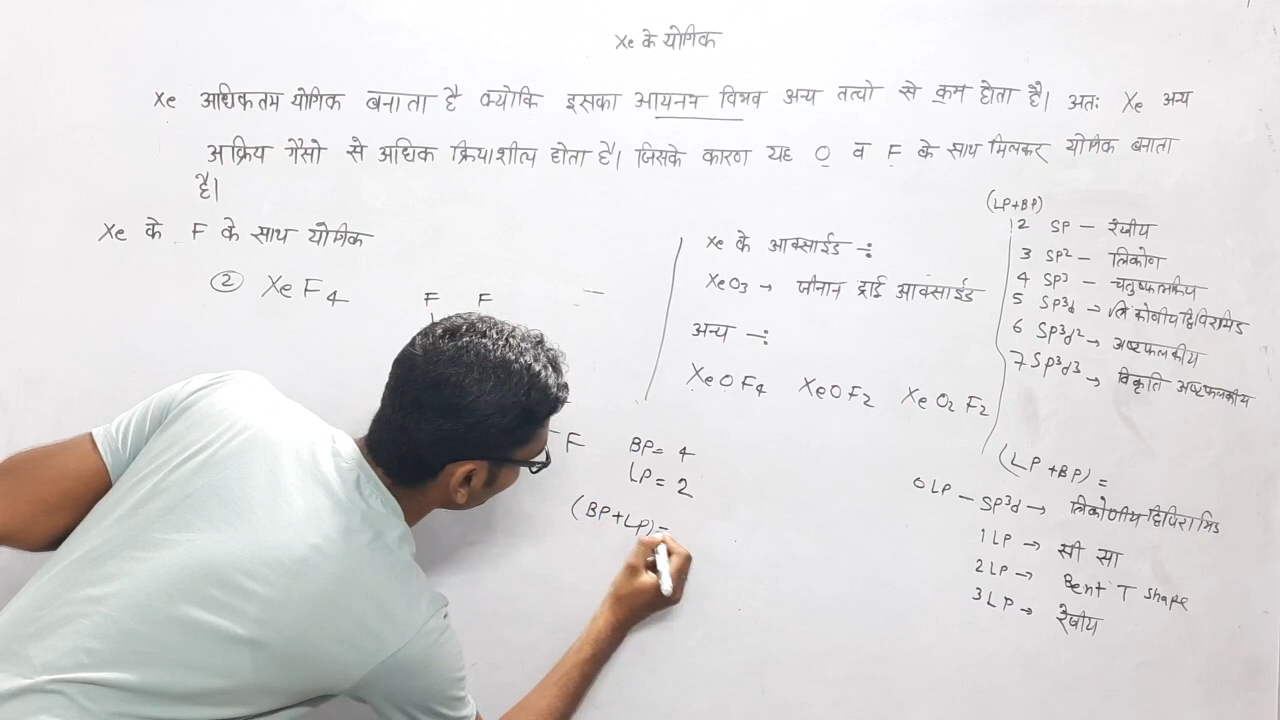 Xe के योगिक
Xe अधिकतम योगिक बनाता है क्योकि इसका आयनन विभव अन्य तत्वो से कम होता है। अतः Xe अन्य
अक्रिय गैसो से अधिक क्रियाशील होता है। जिसके कारण यह O व F के साथ मिलकर योगिक बनाता
है।
Xe के F के साथ योगिक
② XeF4
F F
F
BP = 4
LP = 2
(BP+LP)=
Xe के आक्साईड ÷
XeO3 → जीनान ट्राई आक्साईड
अन्य ÷
XeOF4 XeOF2 XeO2F2
(LP+BP)
2 SP – रेखीय
3 SP2 – त्रिकोण
4 SP3 – चतुष्फलकीय
5 SP3d → त्रिकोणीय द्विपिरामिड
6 SP3d2 → अष्टफलकीय
7 SP3d3 → विकृति अष्टफलकीय
(LP+BP) =
0 LP – SP3d → त्रिकोणीय द्विपिरामिड
1 LP → सी सा
2 LP → Bent T shape
3 LP → रेखीय